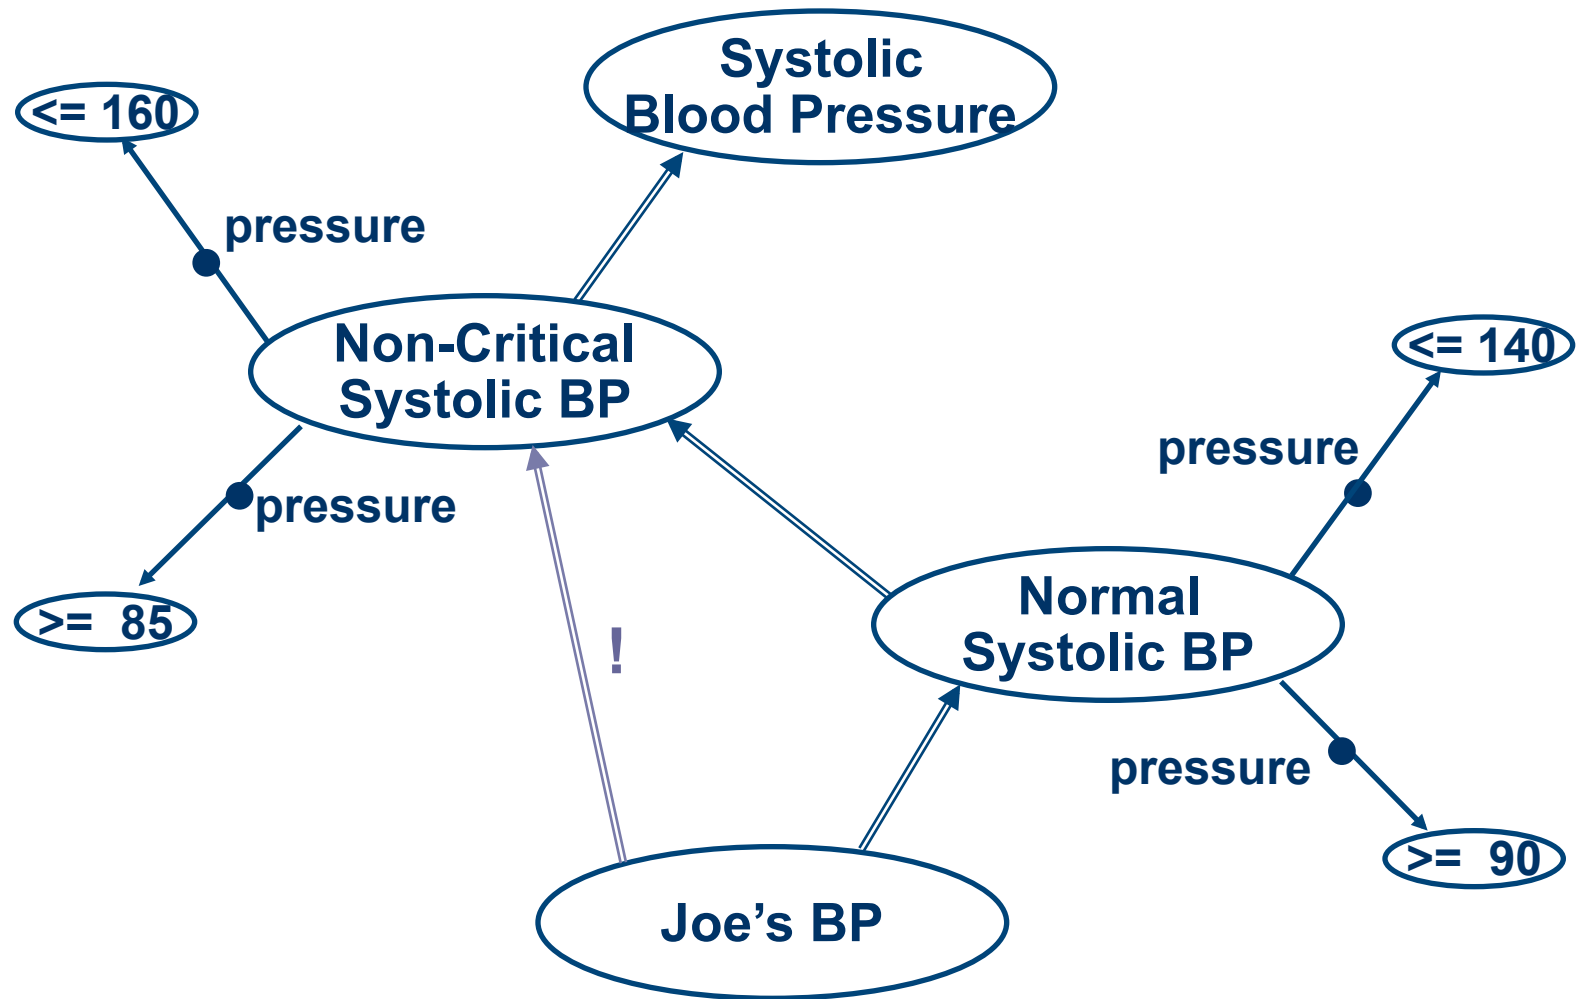 Systolic
Blood Pressure
<= 160
pressure
Non-Critical
Systolic BP
<= 140
pressure
pressure
>= 85
Normal
Systolic BP
!
pressure
>= 90
Joe’s BP